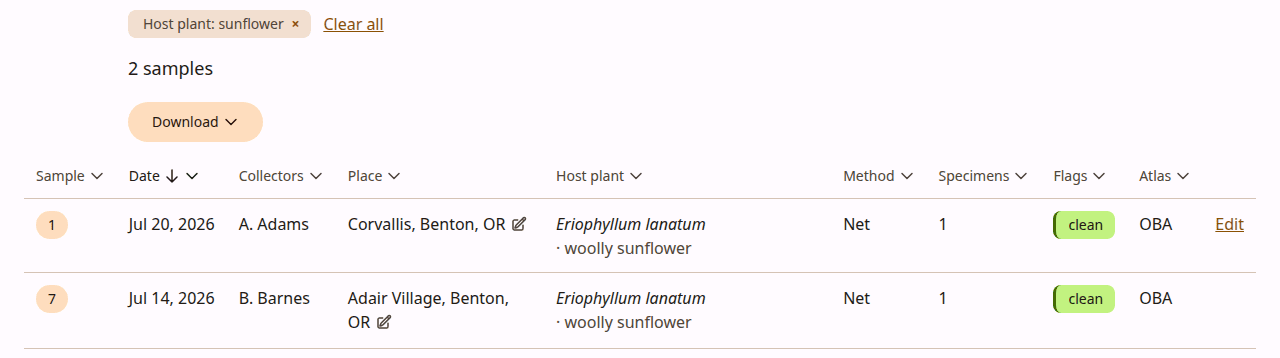 Host plant: sunflower × Clear all
2 samples
Download
Sample Date Collectors Place Host plant Method Specimens Flags Atlas
1 Jul 20, 2026 A. Adams Corvallis, Benton, OR Eriophyllum lanatum Net 1 clean OBA Edit
· woolly sunflower
7 Jul 14, 2026 B. Barnes Adair Village, Benton, Eriophyllum lanatum Net 1 clean OBA
OR · woolly sunflower